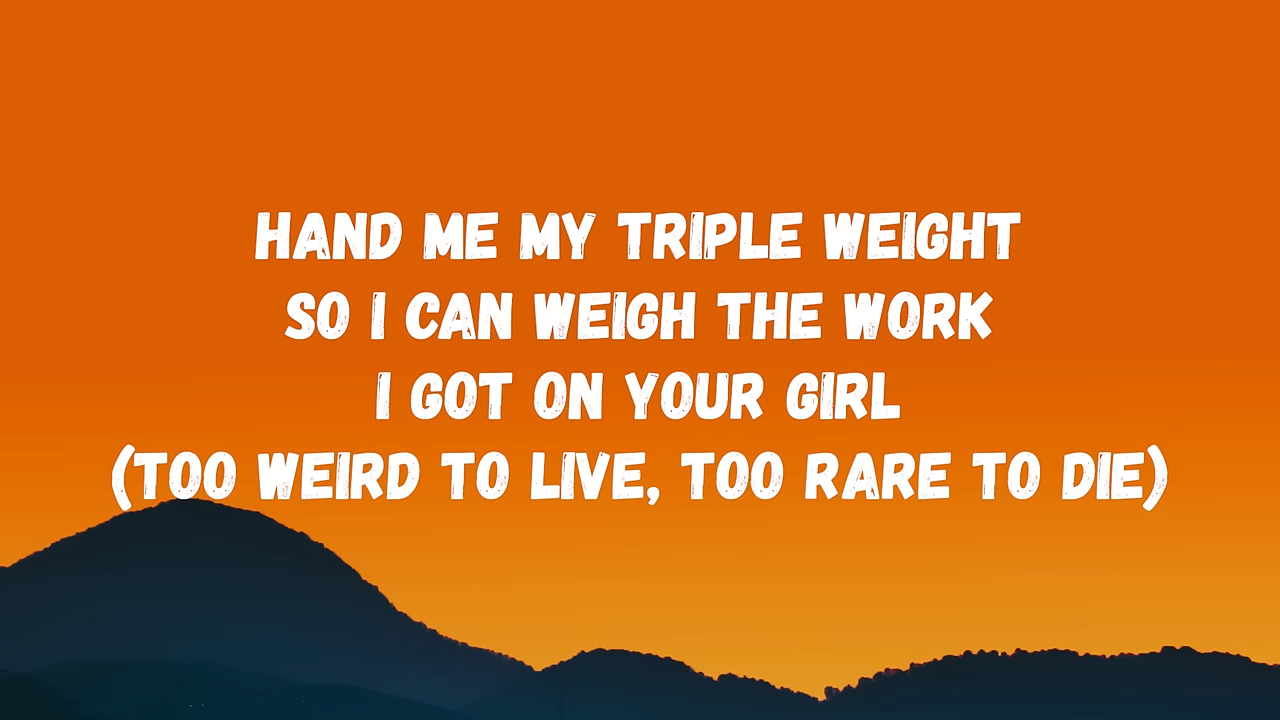 HAND ME MY TRIPLE WEIGHT
SO I CAN WEIGH THE WORK
I GOT ON YOUR GIRL
(TOO WEIRD TO LIVE, TOO RARE TO DIE)